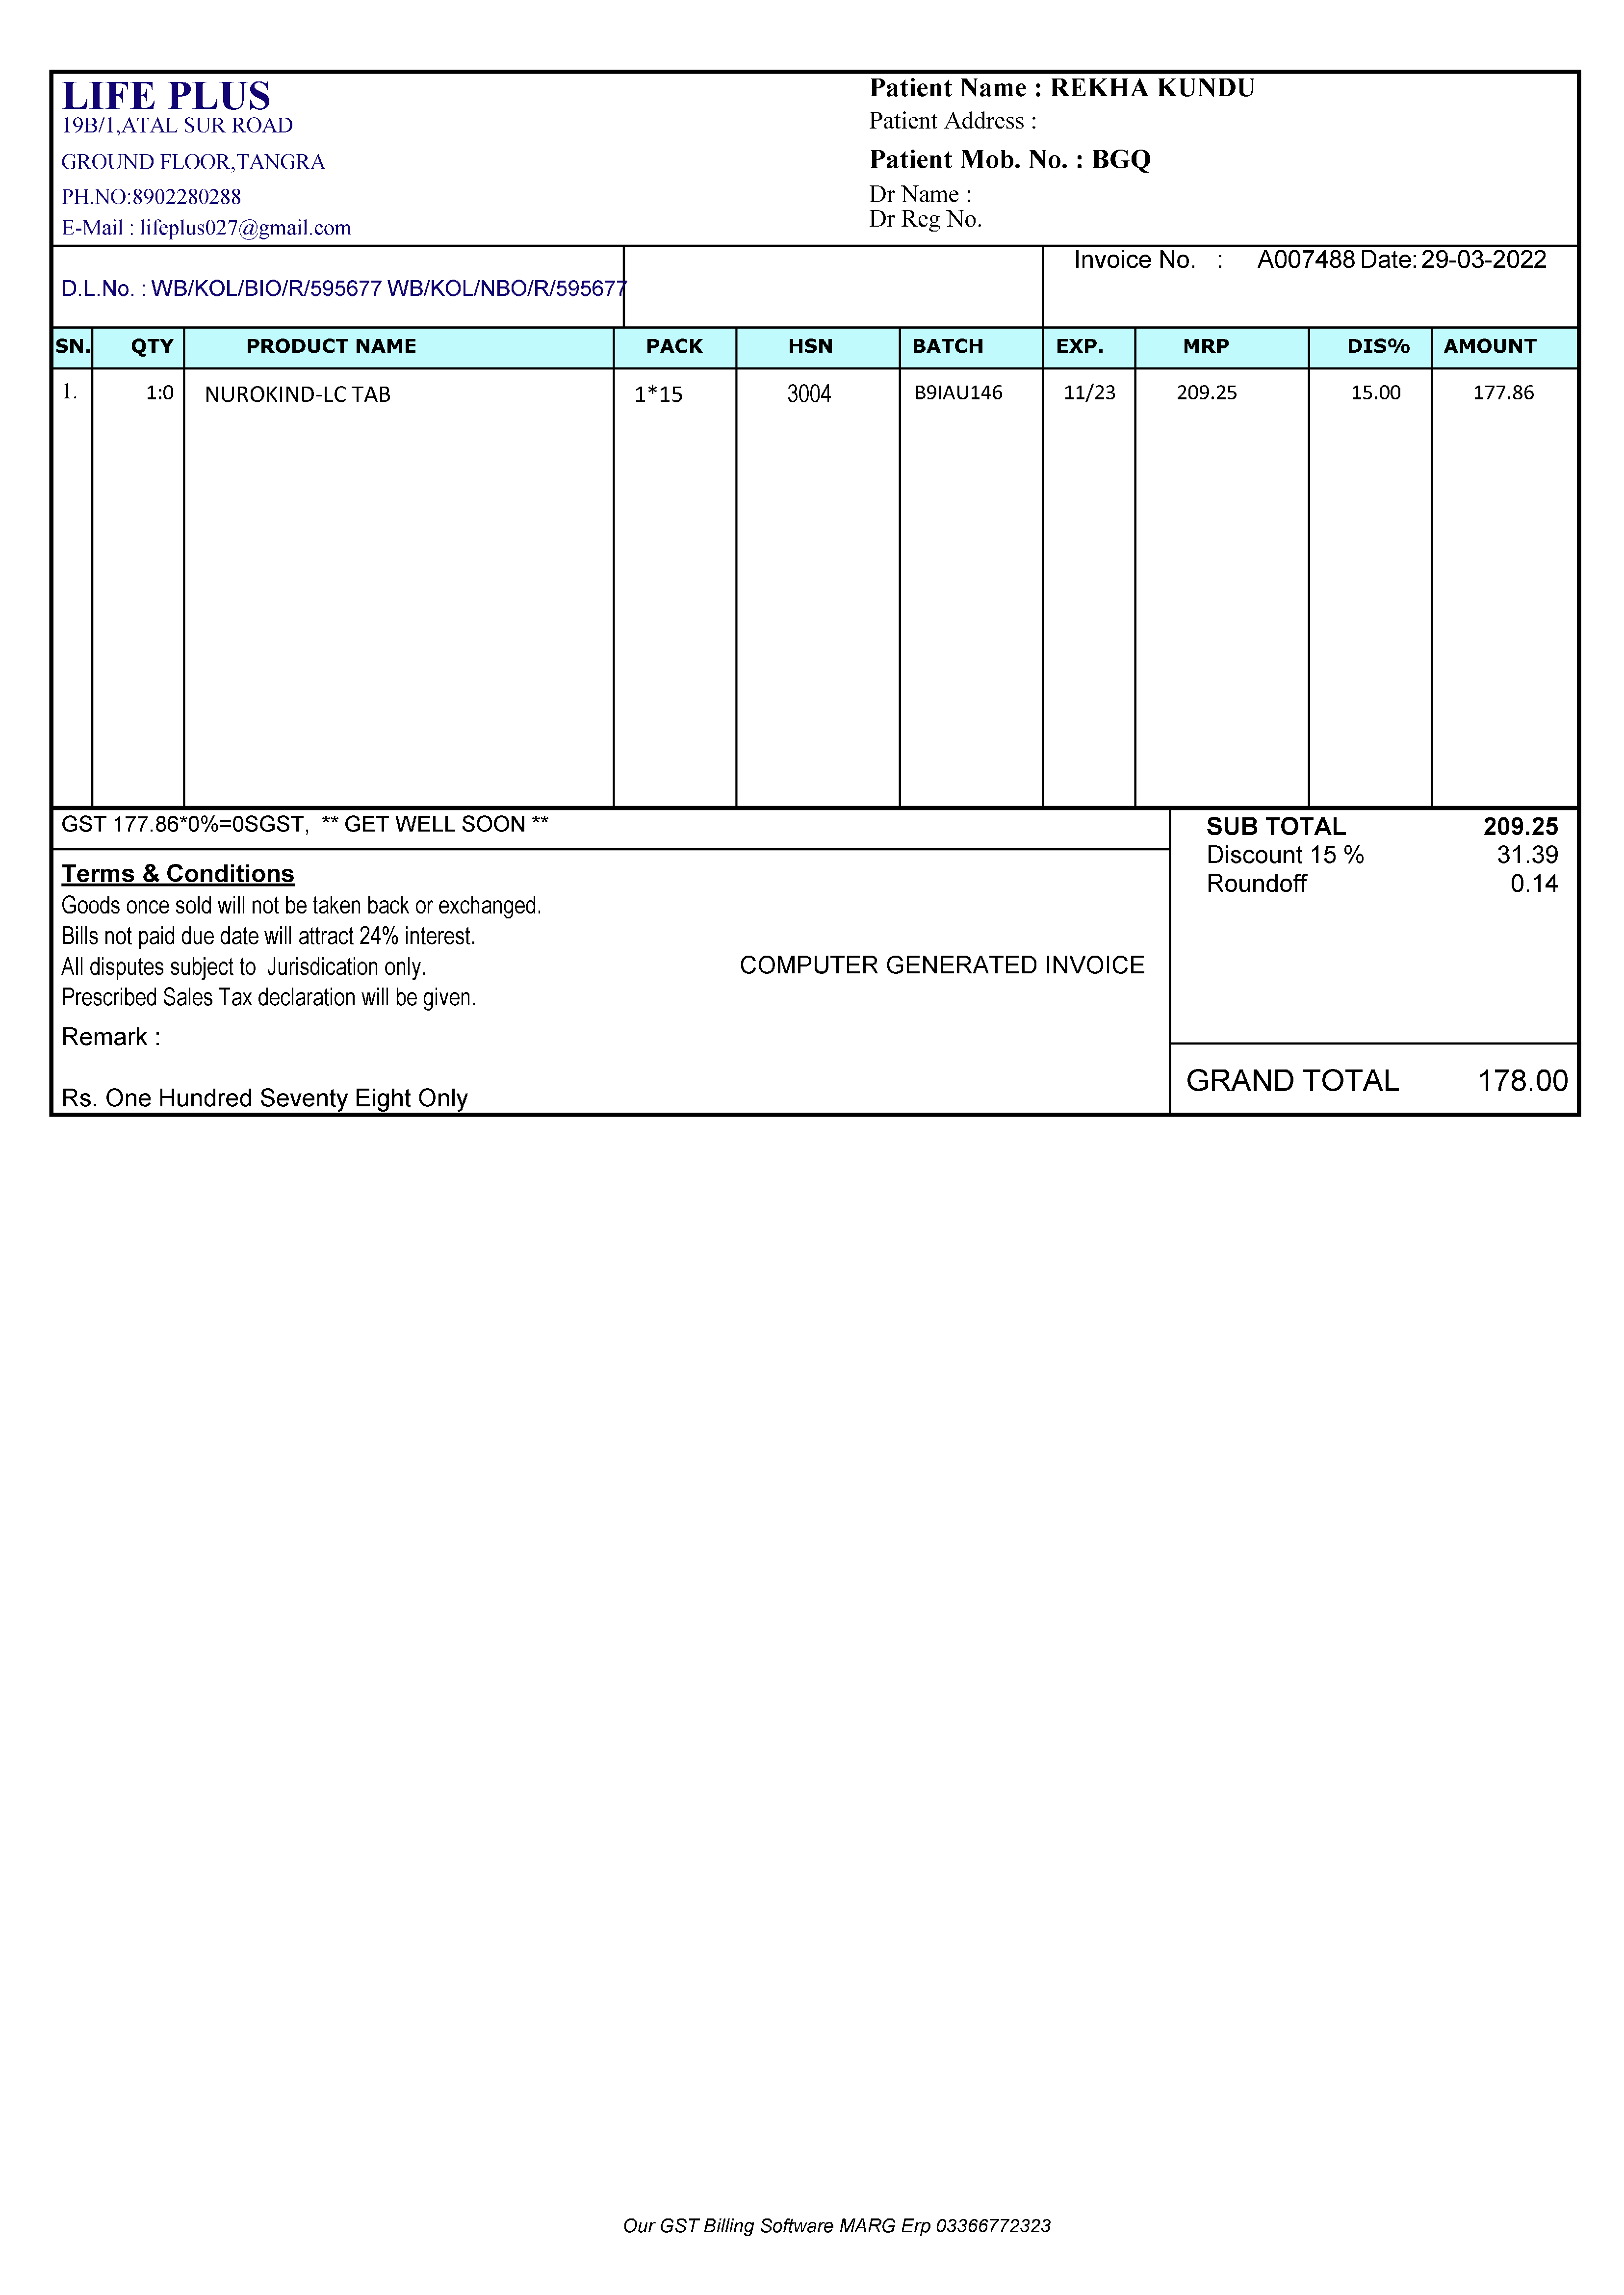 LIFE PLUS
19B/1,ATAL SUR ROAD
GROUND FLOOR,TANGRA
PH.NO:8902280288
E-Mail : lifeplus027@gmail.com
Patient Name : REKHA KUNDU
Patient Address :
Patient Mob. No. : BGQ
Dr Name :
Dr Reg No.
D.L.No. : WB/KOL/BIO/R/595677 WB/KOL/NBO/R/595677
Invoice No. : A007488 Date: 29-03-2022
SN. QTY PRODUCT NAME PACK HSN BATCH EXP. MRP DIS% AMOUNT
1. 1:0 NUROKIND-LC TAB 1*15 3004 B9IAU146 11/23 209.25 15.00 177.86
GST 177.86*0%=0SGST, ** GET WELL SOON **
Terms & Conditions
Goods once sold will not be taken back or exchanged.
Bills not paid due date will attract 24% interest.
All disputes subject to Jurisdication only.
Prescribed Sales Tax declaration will be given.
COMPUTER GENERATED INVOICE
Remark :
Rs. One Hundred Seventy Eight Only
SUB TOTAL 209.25
Discount 15 % 31.39
Roundoff 0.14
GRAND TOTAL 178.00
Our GST Billing Software MARG Erp 03366772323